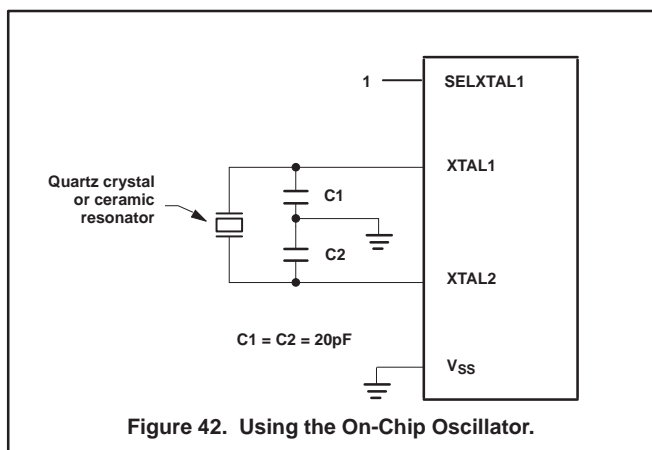 1 SELXTAL1
XTAL1
Quartz crystal
or ceramic
resonator
C1
C2
XTAL2
C1 = C2 = 20pF
VSS
Figure 42. Using the On-Chip Oscillator.